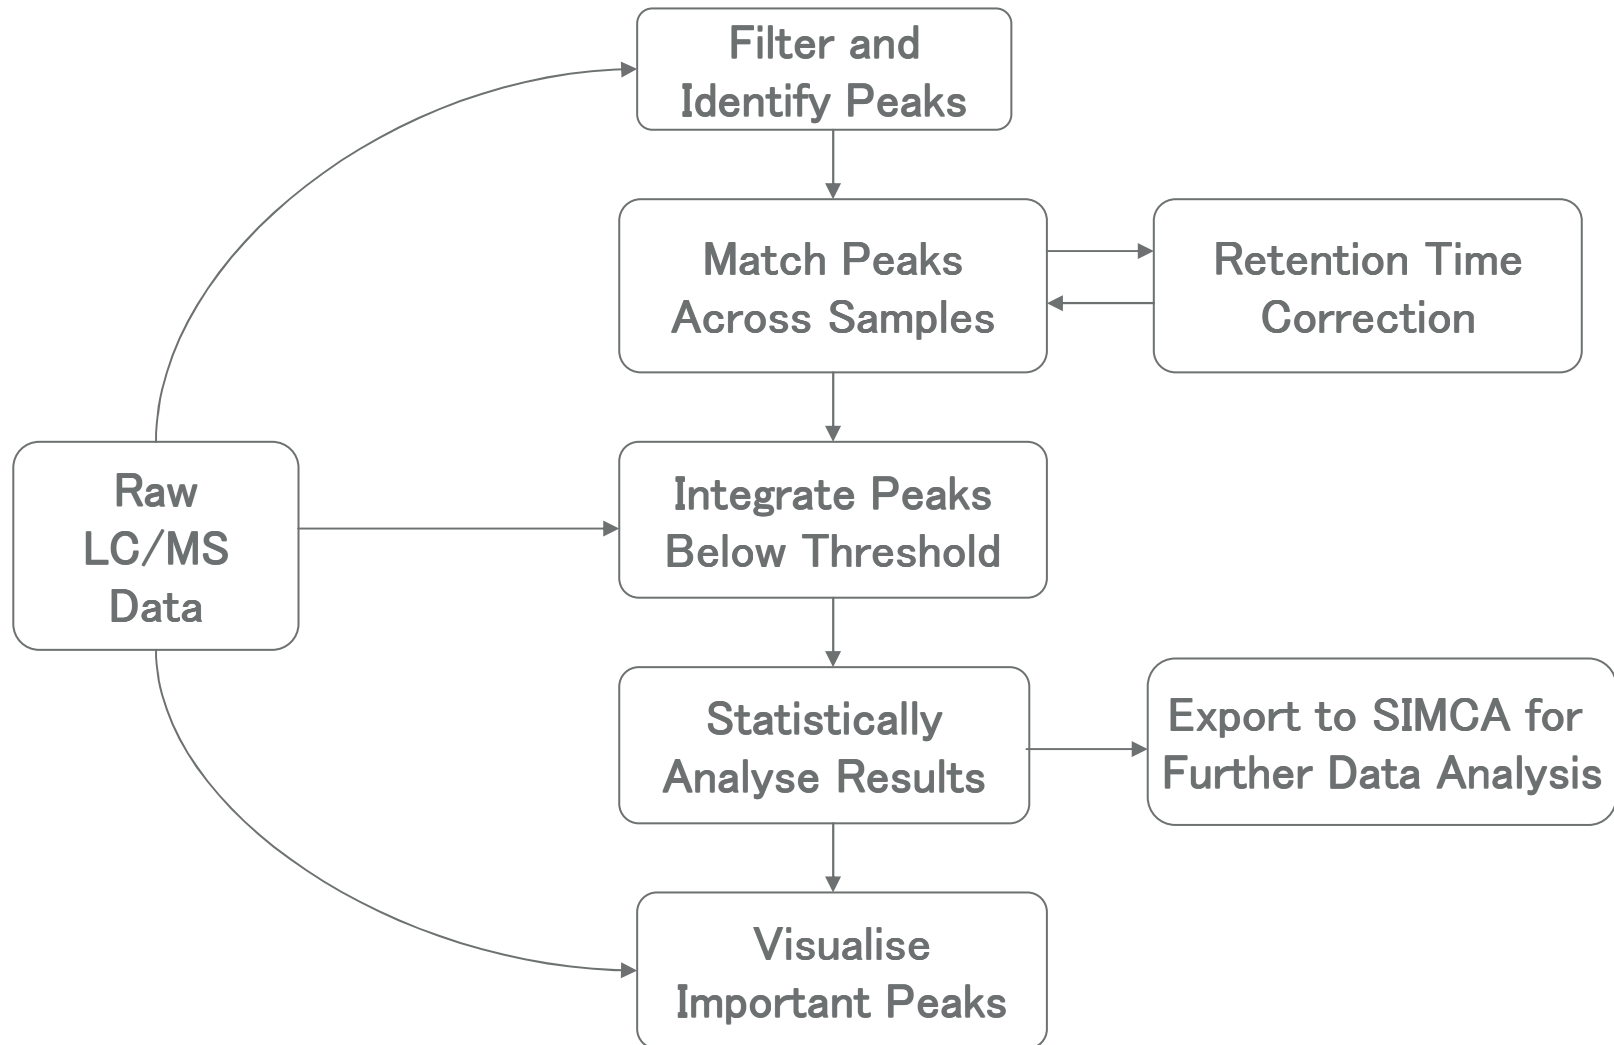 Filter and
Identify Peaks
Match Peaks
Across Samples
Retention Time
Correction
Raw
LC/MS
Data
Integrate Peaks
Below Threshold
Statistically
Analyse Results
Export to SIMCA for
Further Data Analysis
Visualise
Important Peaks